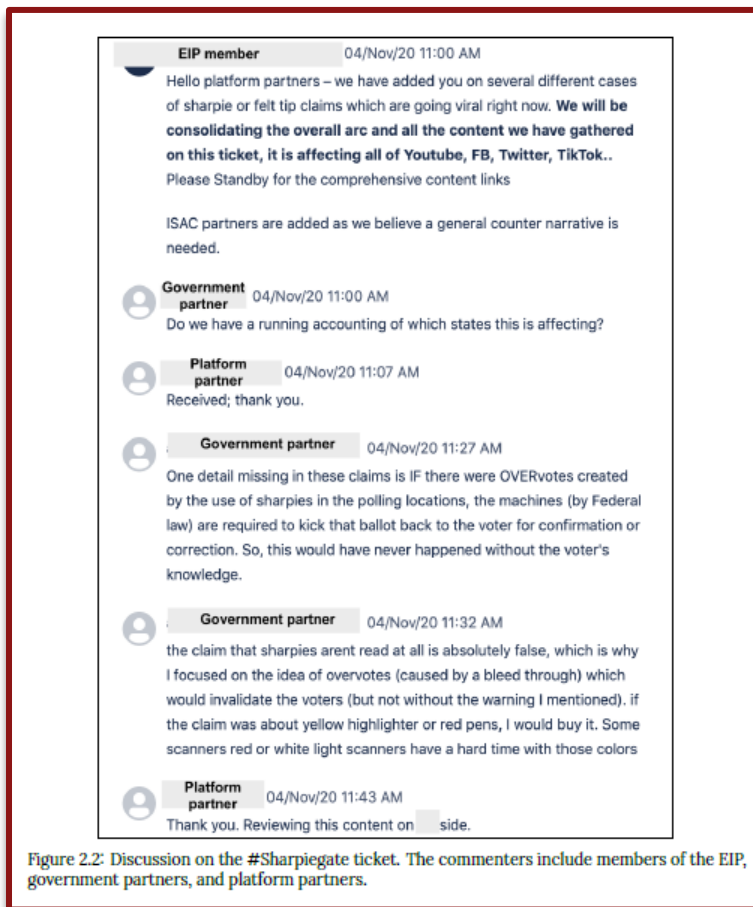 EIP member 04/Nov/20 11:00 AM
Hello platform partners – we have added you on several different cases
of sharpie or felt tip claims which are going viral right now. We will be
consolidating the overall arc and all the content we have gathered
on this ticket, it is affecting all of Youtube, FB, Twitter, TikTok..
Please Standby for the comprehensive content links
ISAC partners are added as we believe a general counter narrative is
needed.
Government
partner 04/Nov/20 11:00 AM
Do we have a running accounting of which states this is affecting?
Platform
partner 04/Nov/20 11:07 AM
Received; thank you.
Government partner 04/Nov/20 11:27 AM
One detail missing in these claims is IF there were OVERvotes created
by the use of sharpies in the polling locations, the machines (by Federal
law) are required to kick that ballot back to the voter for confirmation or
correction. So, this would have never happened without the voter's
knowledge.
Government partner 04/Nov/20 11:32 AM
the claim that sharpies arent read at all is absolutely false, which is why
I focused on the idea of overvotes (caused by a bleed through) which
would invalidate the voters (but not without the warning I mentioned). if
the claim was about yellow highlighter or red pens, I would buy it. Some
scanners red or white light scanners have a hard time with those colors
Platform
partner 04/Nov/20 11:43 AM
Thank you. Reviewing this content on side.
Figure 2.2: Discussion on the #Sharpiegate ticket. The commenters include members of the EIP,
government partners, and platform partners.